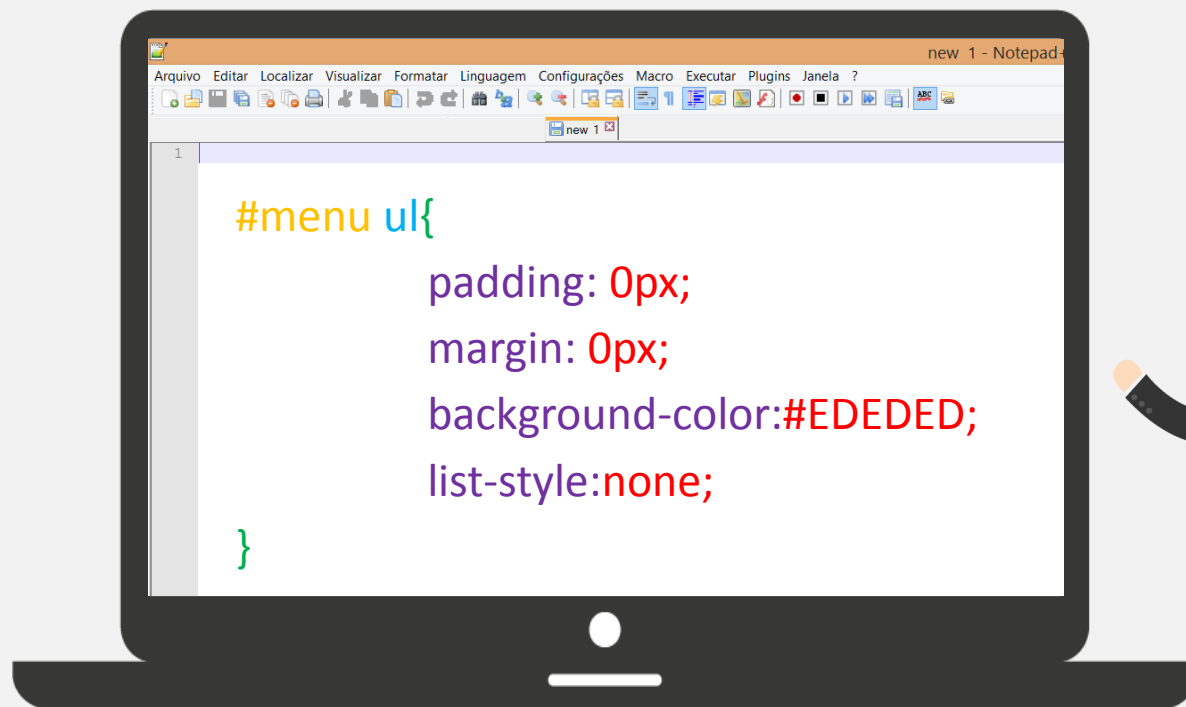 new 1 - Notepad+
Arquivo Editar Localizar Visualizar Formatar Linguagem Configurações Macro Executar Plugins Janela ?
ABC
new 1
1
#menu ul{
padding: 0px;
margin: 0px;
background-color:#EDEDED;
list-style:none;
}